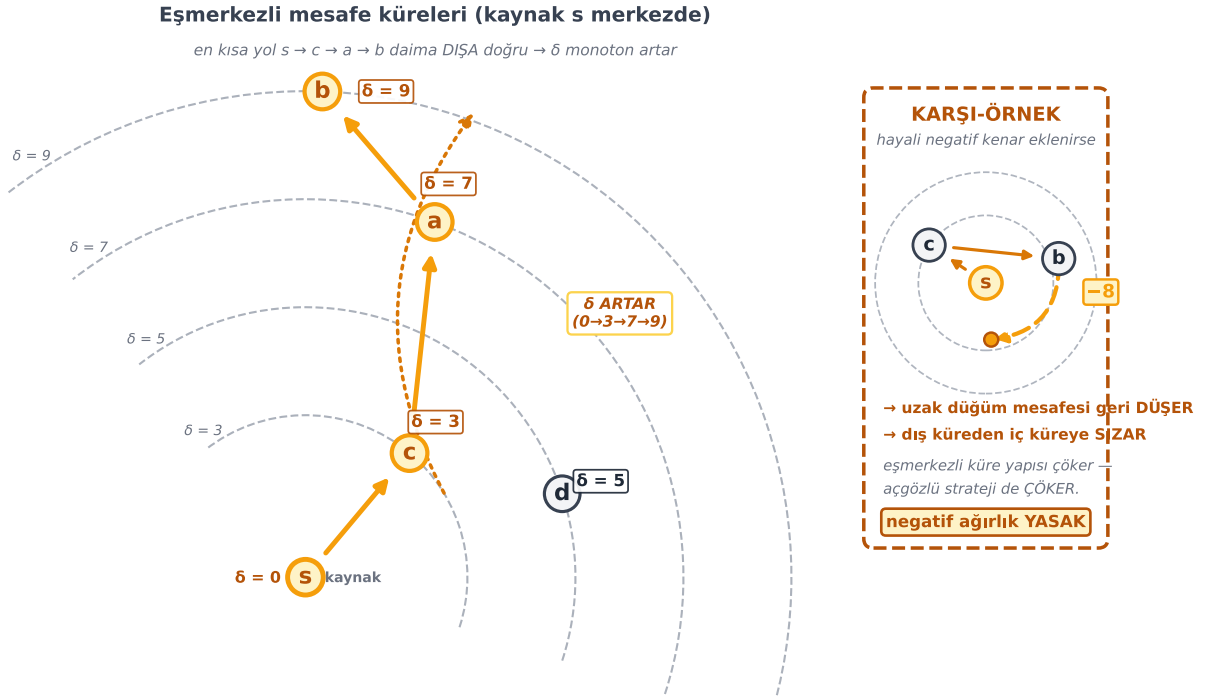 Eşmerkezli mesafe küreleri (kaynak s merkezde)
en kısa yol s → c → a → b daima DIŞA doğru → δ monoton artar
b
δ = 9
δ = 9
δ = 7
a
δ = 7
δ ARTAR
(0→3→7→9)
δ = 5
δ = 3
δ = 3
c
d
δ = 5
δ = 0
s
kaynak
KARŞI-ÖRNEK
hayali negatif kenar eklenirse
c
b
s
−8
→ uzak düğüm mesafesi geri DÜŞER
→ dış küreden iç küreye SIZAR
eşmerkezli küre yapısı çöker —
açgözlü strateji de ÇÖKER.
negatif ağırlık YASAK